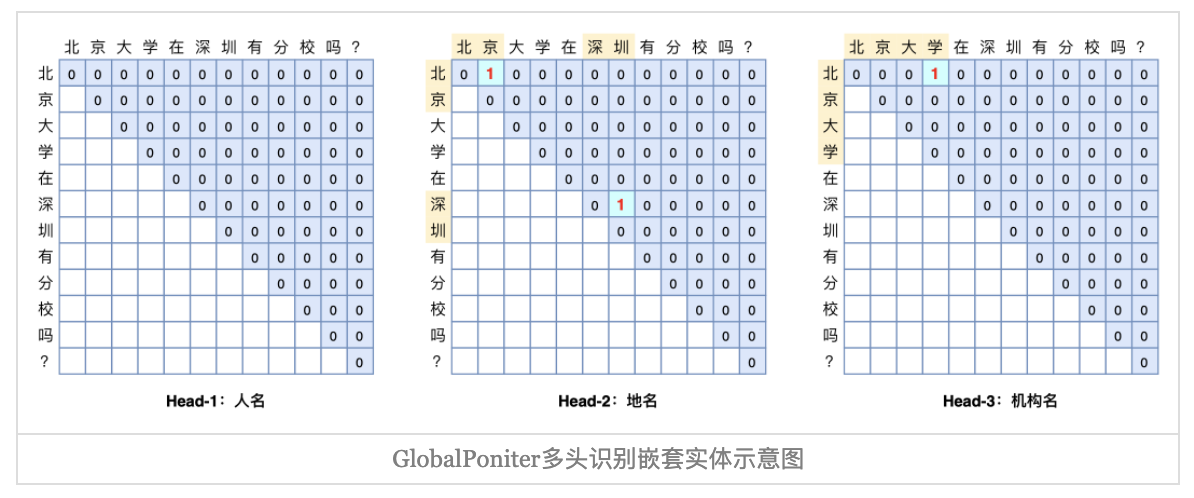 北 京 大 学 在 深 圳 有 分 校 吗 ?
北 0 0 0 0 0 0 0 0 0 0 0 0
京 0 0 0 0 0 0 0 0 0 0 0
大 0 0 0 0 0 0 0 0 0 0
学 0 0 0 0 0 0 0 0 0
在 0 0 0 0 0 0 0 0
深 0 0 0 0 0 0 0
圳 0 0 0 0 0 0
有 0 0 0 0 0
分 0 0 0 0
校 0 0 0
吗 0 0
? 0
Head-1：人名
北 京 大 学 在 深 圳 有 分 校 吗 ?
北 0 1 0 0 0 0 0 0 0 0 0 0
京 0 0 0 0 0 0 0 0 0 0 0
大 0 0 0 0 0 0 0 0 0 0
学 0 0 0 0 0 0 0 0 0
在 0 0 0 0 0 0 0 0
深 0 1 0 0 0 0 0
圳 0 0 0 0 0 0
有 0 0 0 0 0
分 0 0 0 0
校 0 0 0
吗 0 0
? 0
Head-2：地名
北 京 大 学 在 深 圳 有 分 校 吗 ?
北 0 0 0 1 0 0 0 0 0 0 0 0
京 0 0 0 0 0 0 0 0 0 0 0
大 0 0 0 0 0 0 0 0 0 0
学 0 0 0 0 0 0 0 0 0
在 0 0 0 0 0 0 0 0
深 0 0 0 0 0 0 0
圳 0 0 0 0 0 0
有 0 0 0 0 0
分 0 0 0 0
校 0 0 0
吗 0 0
? 0
Head-3：机构名
GlobalPoniter多头识别嵌套实体示意图